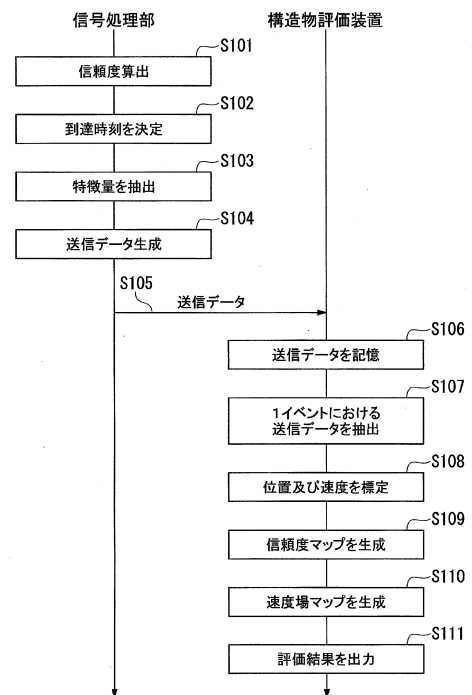 信号処理部
構造物評価装置
S101
信頼度算出
S102
到達時刻を決定
S103
特徴量を抽出
S104
送信データ生成
S105
送信データ
S106
送信データを記憶
S107
1イベントにおける
送信データを抽出
S108
位置及び速度を標定
S109
信頼度マップを生成
S110
速度場マップを生成
S111
評価結果を出力